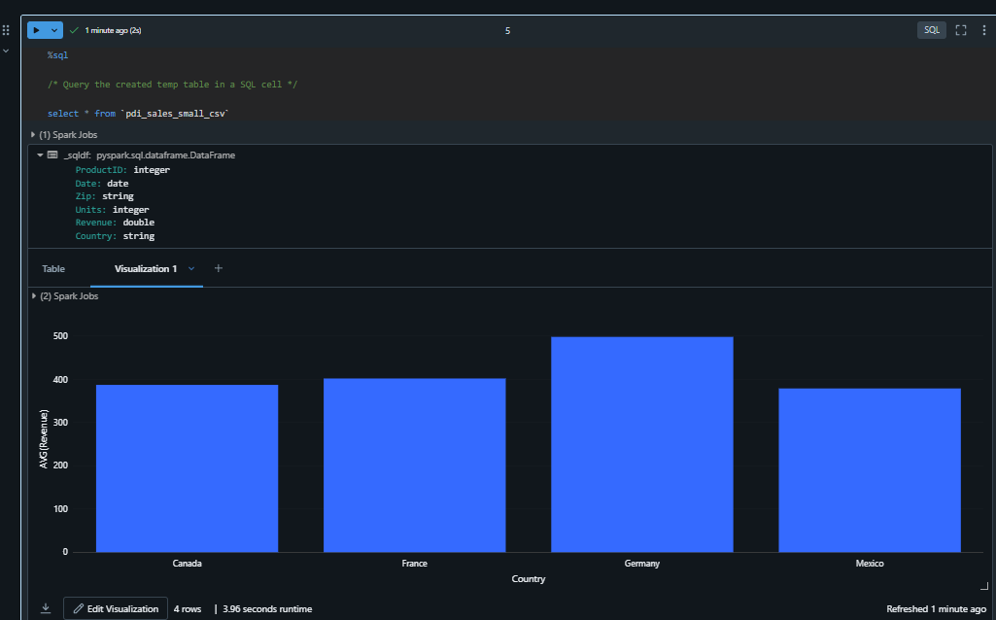 1 minute ago (2s)
5
SQL
%sql
/* Query the created temp table in a SQL cell */
select * from `pdi_sales_small_csv`
(1) Spark Jobs
_sqldf: pyspark.sql.dataframe.DataFrame
ProductID: integer
Date: date
Zip: string
Units: integer
Revenue: double
Country: string
Table
Visualization 1
+
(2) Spark Jobs
500
400
300
200
100
0
AVG(Revenue)
Canada
France
Germany
Mexico
Country
Edit Visualization
4 rows | 3.96 seconds runtime
Refreshed 1 minute ago